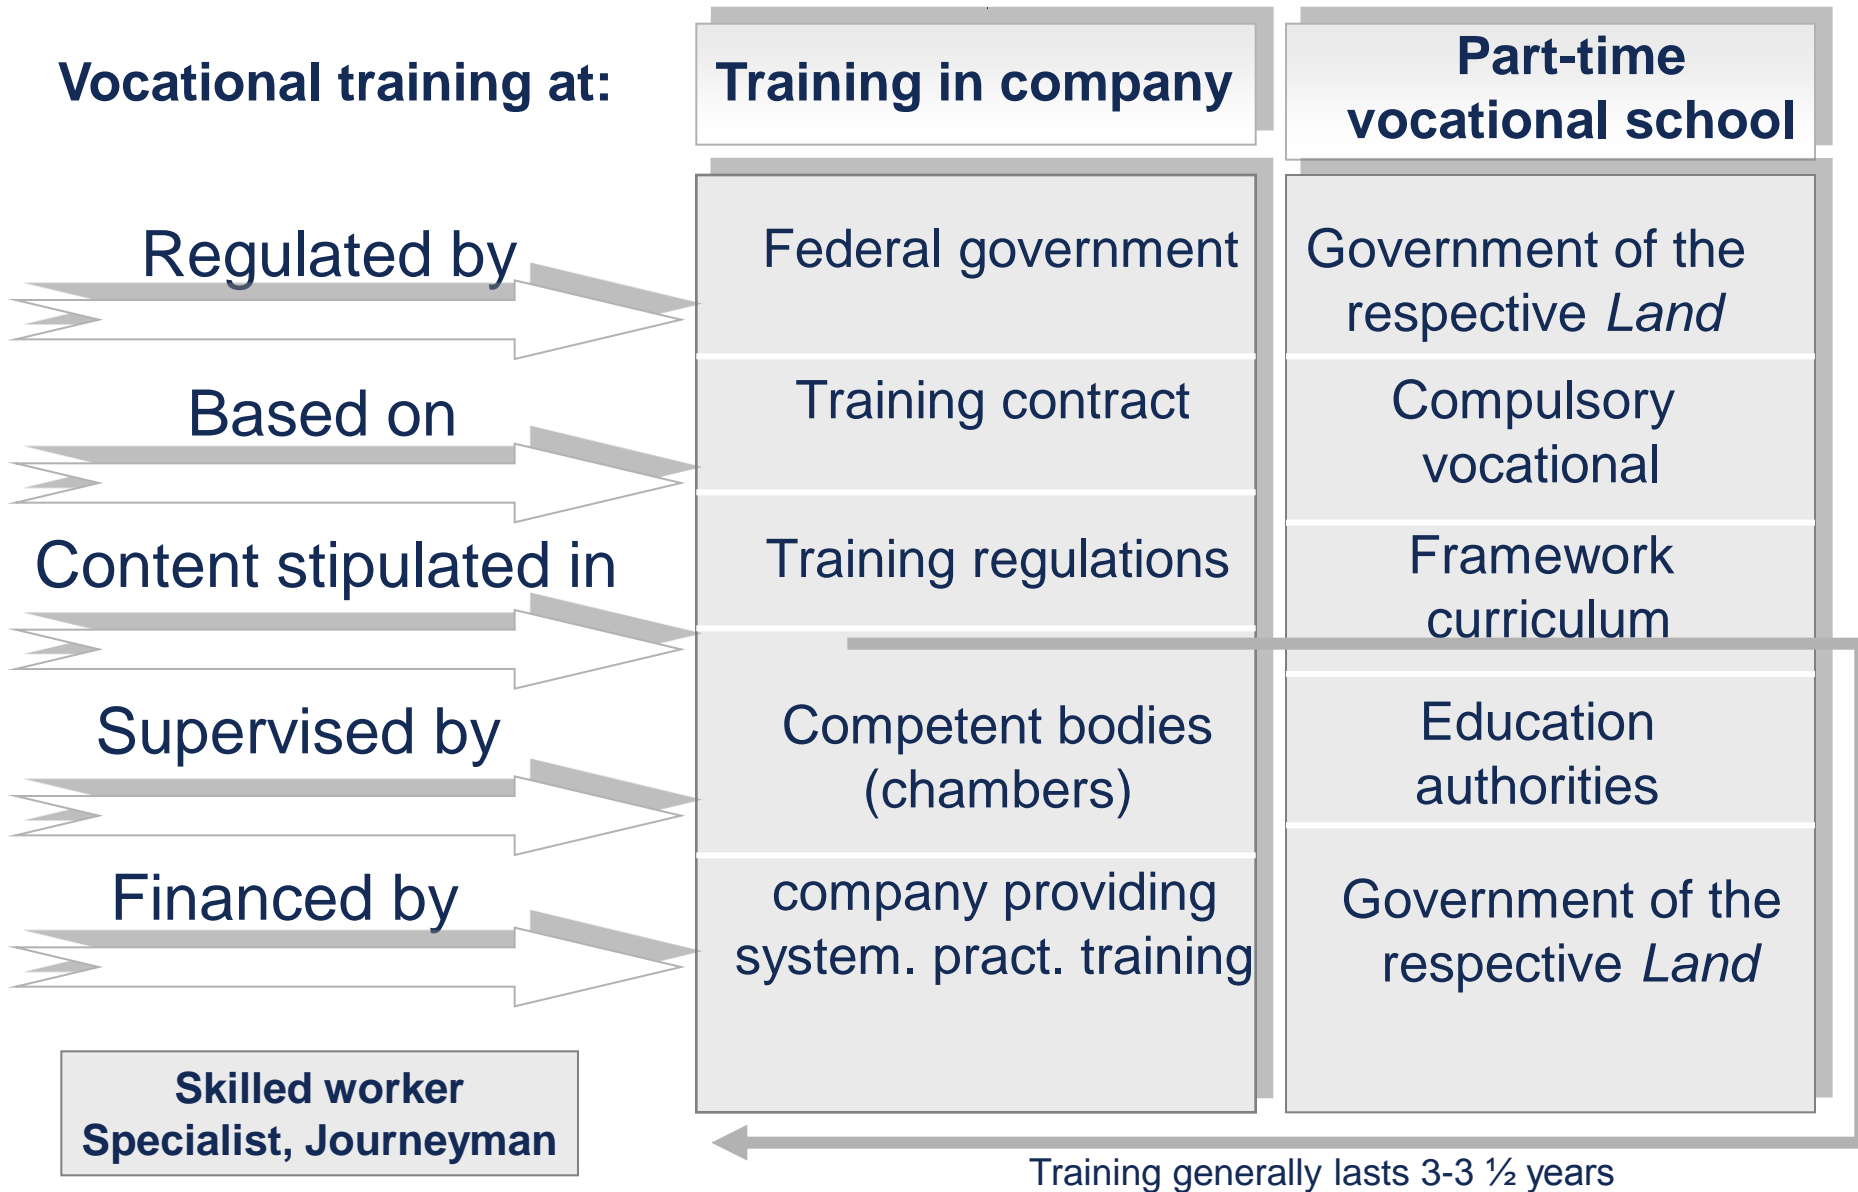 Vocational training at:
Training in company
Part-time
vocational school
Regulated by
Federal government
Government of the
respective Land
Based on
Training contract
Compulsory
vocational
Content stipulated in
Training regulations
Framework
curriculum
Supervised by
Competent bodies
(chambers)
Education
authorities
Financed by
company providing
system. pract. training
Government of the
respective Land
Skilled worker
Specialist, Journeyman
Training generally lasts 3-3 ½ years